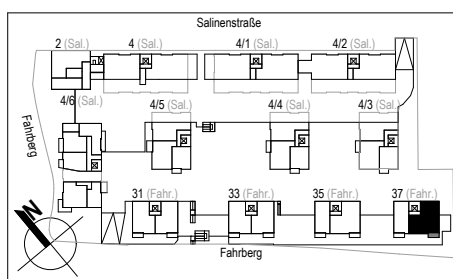 Salinenstraße
2 (Sal.) 4 (Sal.) 4/1 (Sal.) 4/2 (Sal.)
4/6 (Sal.) 4/5 (Sal.) 4/4 (Sal.) 4/3 (Sal.)
Fahrberg
31 (Fahr.) 33 (Fahr.) 35 (Fahr.) 37 (Fahr.)
N
Fahrberg